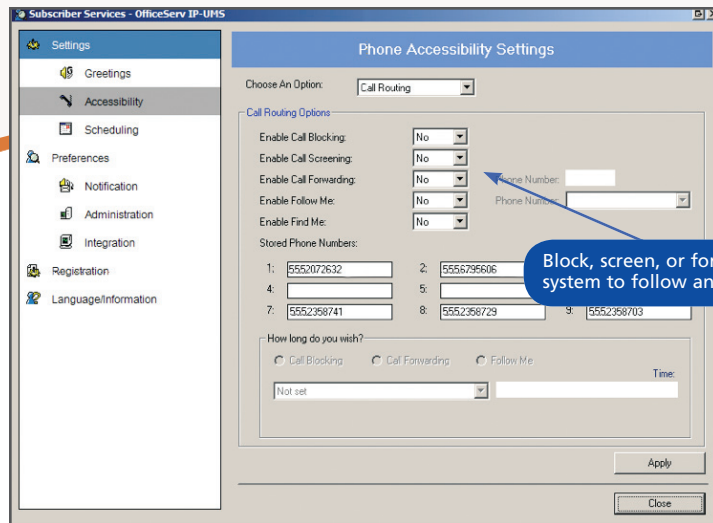 Subscriber Services - OfficeServ IP-UMS
Settings
Greetings
Accessibility
Scheduling
Preferences
Notification
Administration
Integration
Registration
Language/Information
Phone Accessibility Settings
Choose An Option: Call Routing
Call Routing Options
Enable Call Blocking: No
Enable Call Screening: No
Enable Call Forwarding: No Phone Number:
Enable Follow Me: No Phone Number:
Enable Find Me: No
Stored Phone Numbers:
1: 5552072632 2: 5556795606
4: 5:
7: 5552358741 8: 5552358729 9: 5552358703
Block, screen, or for
system to follow an
How long do you wish?
Call Blocking Call Forwarding Follow Me
Time:
Not set
Apply
Close